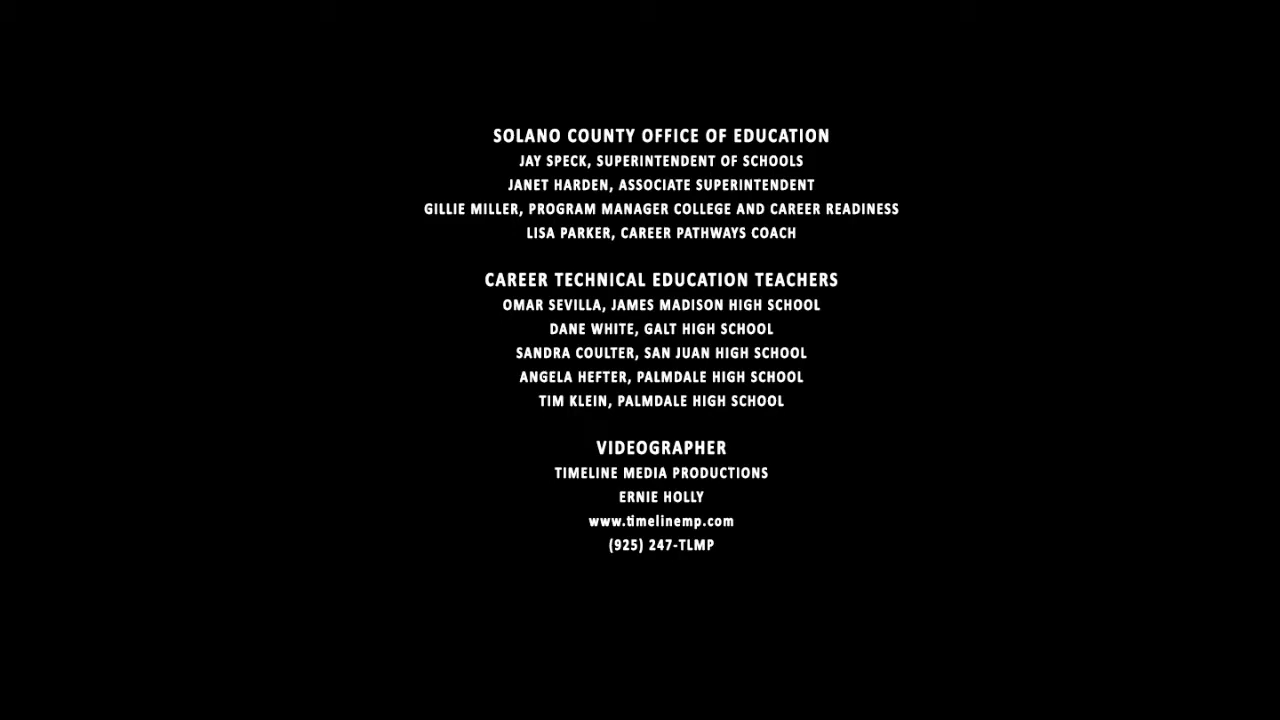 SOLANO COUNTY OFFICE OF EDUCATION
JAY SPECK, SUPERINTENDENT OF SCHOOLS
JANET HARDEN, ASSOCIATE SUPERINTENDENT
GILLIE MILLER, PROGRAM MANAGER COLLEGE AND CAREER READINESS
LISA PARKER, CAREER PATHWAYS COACH
CAREER TECHNICAL EDUCATION TEACHERS
OMAR SEVILLA, JAMES MADISON HIGH SCHOOL
DANE WHITE, GALT HIGH SCHOOL
SANDRA COULTER, SAN JUAN HIGH SCHOOL
ANGELA HEFTER, PALMDALE HIGH SCHOOL
TIM KLEIN, PALMDALE HIGH SCHOOL
VIDEOGRAPHER
TIMELINE MEDIA PRODUCTIONS
ERNIE HOLLY
www.timelinemp.com
(925) 247-TLMP